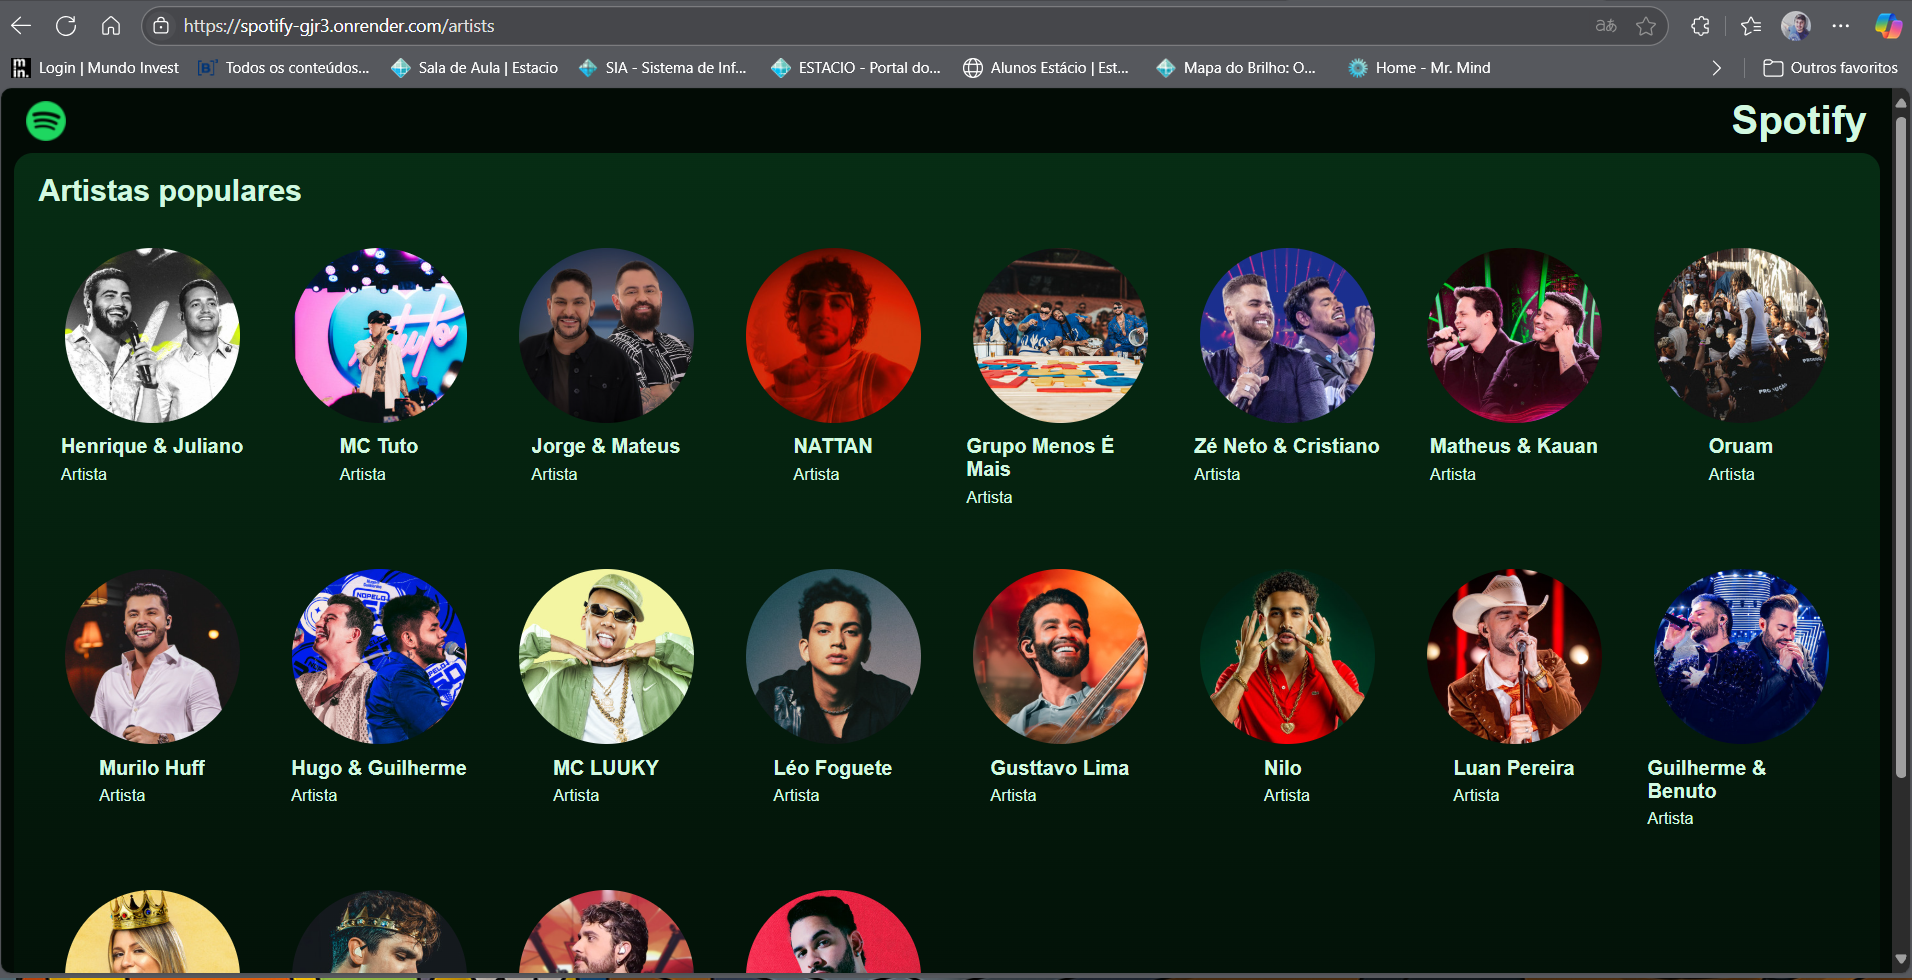 https://spotify-gjr3.onrender.com/artists
aあ
Login | Mundo Invest
Todos os conteúdos...
Sala de Aula | Estacio
SIA - Sistema de Inf...
ESTACIO - Portal do...
Alunos Estácio | Est...
Mapa do Brilho: O...
Home - Mr. Mind
Outros favoritos
Spotify
Artistas populares
Henrique & Juliano
Artista
MC Tuto
Artista
Jorge & Mateus
Artista
NATTAN
Artista
Grupo Menos É
Mais
Artista
Zé Neto & Cristiano
Artista
Matheus & Kauan
Artista
Oruam
Artista
Murilo Huff
Artista
Hugo & Guilherme
Artista
MC LUUKY
Artista
Léo Foguete
Artista
Gusttavo Lima
Artista
Nilo
Artista
Luan Pereira
Artista
Guilherme &
Benuto
Artista